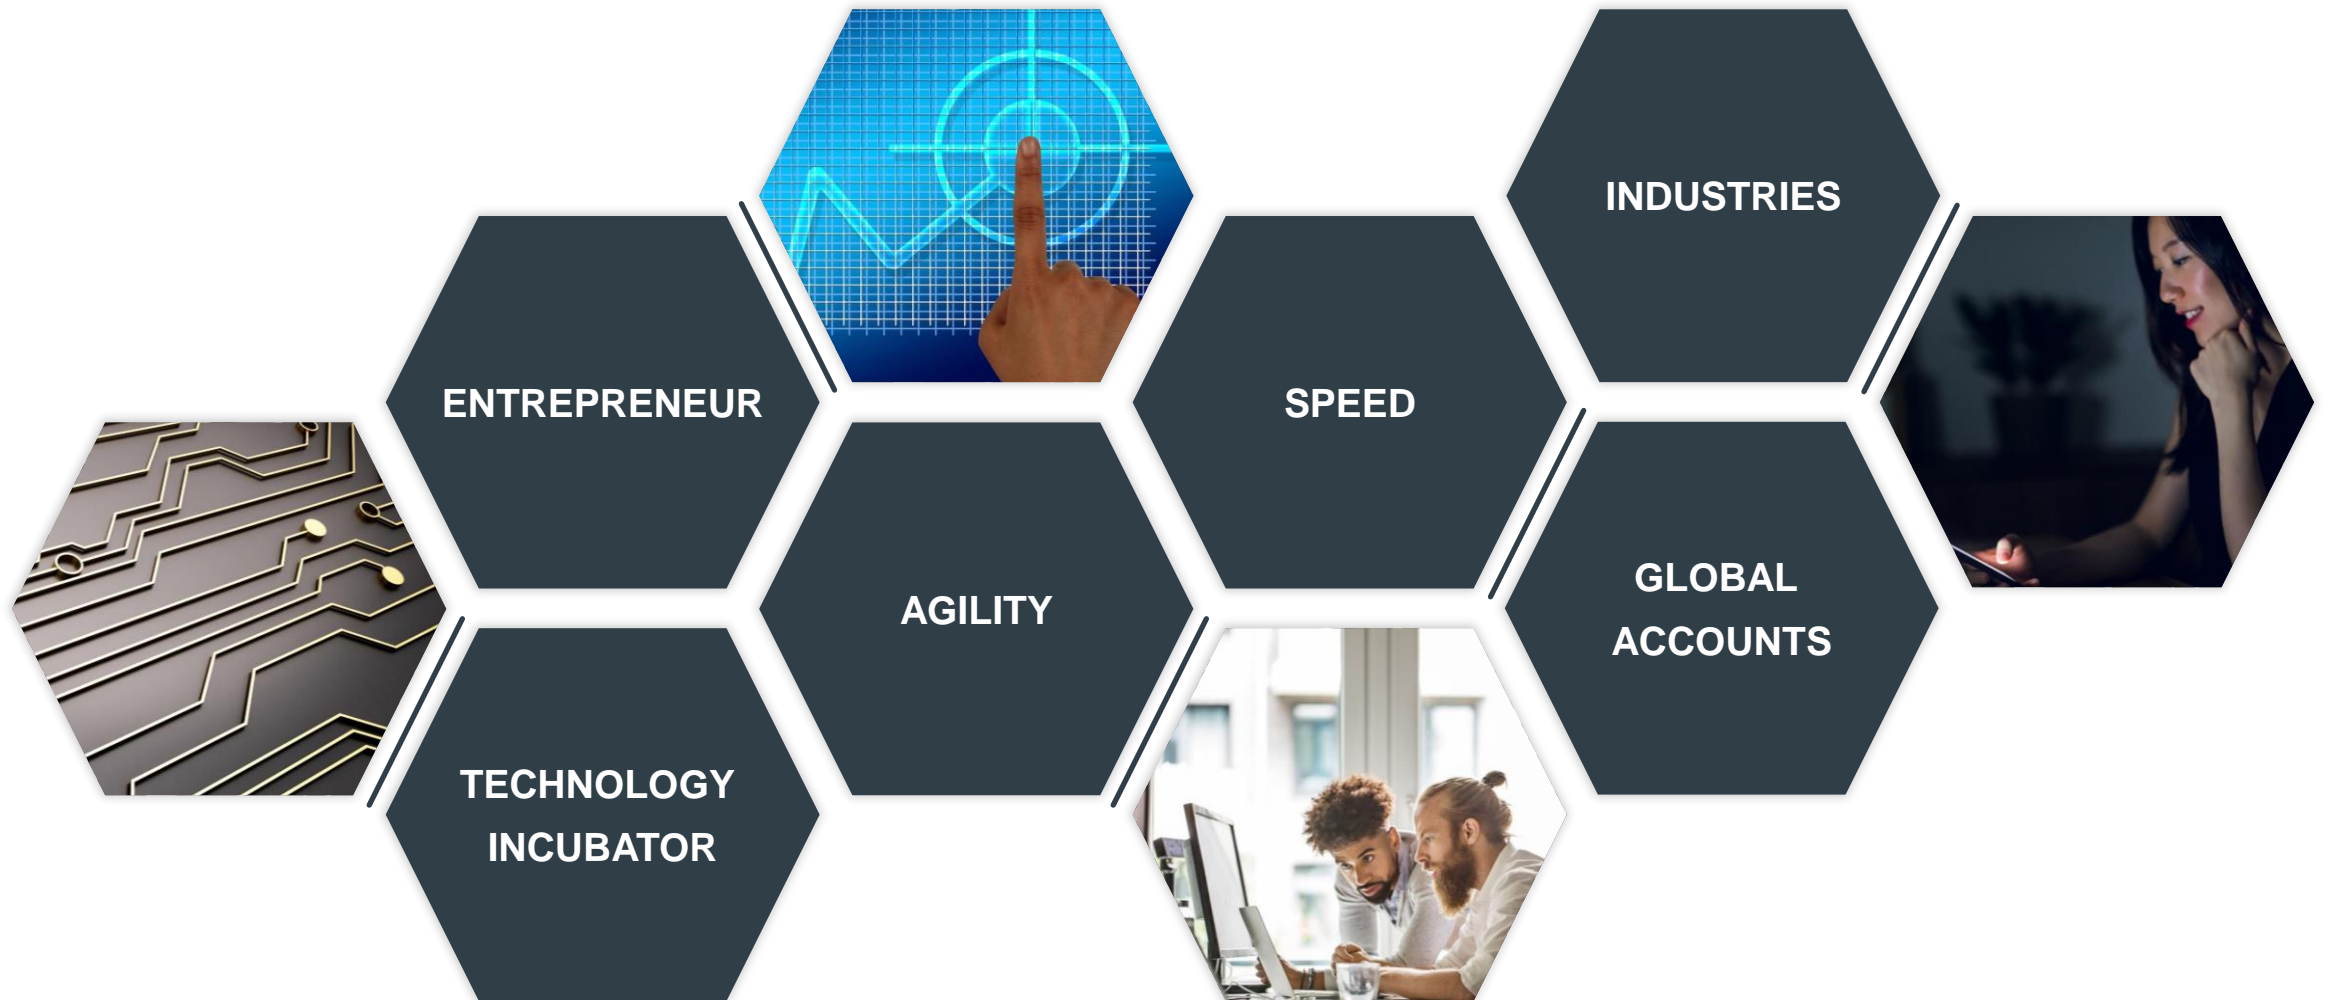 INDUSTRIES
ENTREPRENEUR
SPEED
AGILITY
GLOBAL
ACCOUNTS
TECHNOLOGY
INCUBATOR